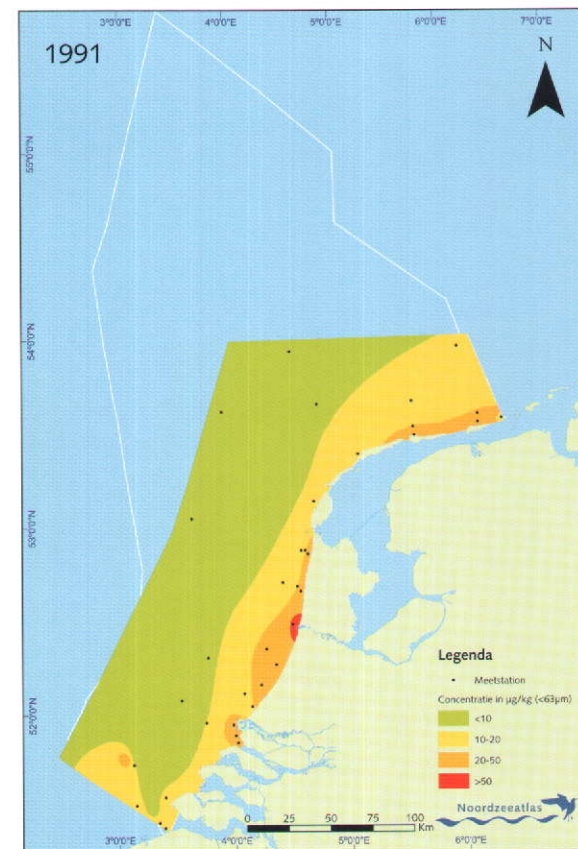 3°0'0"E 4°0'0"E 5°0'0"E 6°0'0"E 7°0'0"E
1991
N
55°0'0"N
54°0'0"N
53°0'0"N
52°0'0"N
Legenda
Meetstation
Concentratie in µg/kg (<63µm)
<10
10-20
20-50
>50
Noordzeeatlas
0 25 50 75 100
Km
3°0'0"E 4°0'0"E 5°0'0"E 6°0'0"E